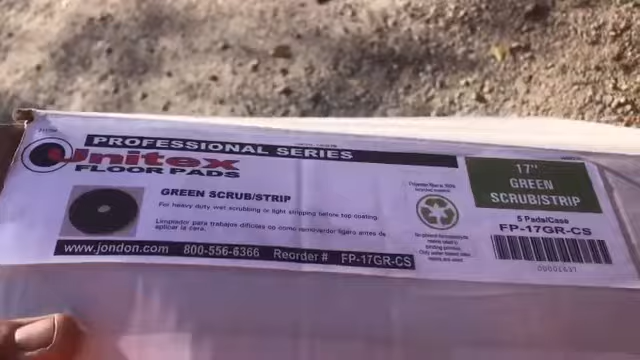 PROFESSIONAL SERIES
Unitex
FLOOR PADS
GREEN SCRUB/STRIP
For heavy duty wet scrubbing or light stripping before top coating.
Limpiador para trabajos dificiles o como removedor ligero antes de
aplicar la cera.
www.jondon.com 800-556-6366 Reorder # FP-17GR-CS
17"
GREEN
SCRUB/STRIP
5 Pads/Case
FP-17GR-CS